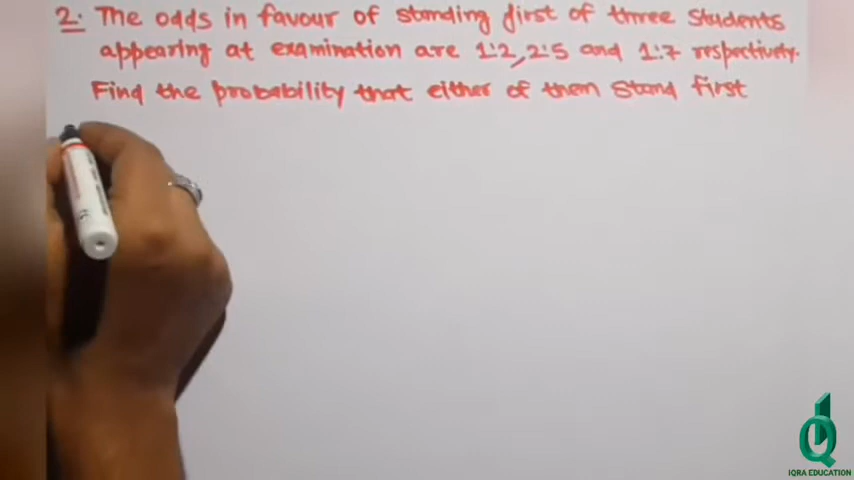 2. The odds in favour of standing first of three students
appearing at examination are 1:2, 2:5 and 1:7 respectively.
Find the probability that either of them stand first
IQRA EDUCATION